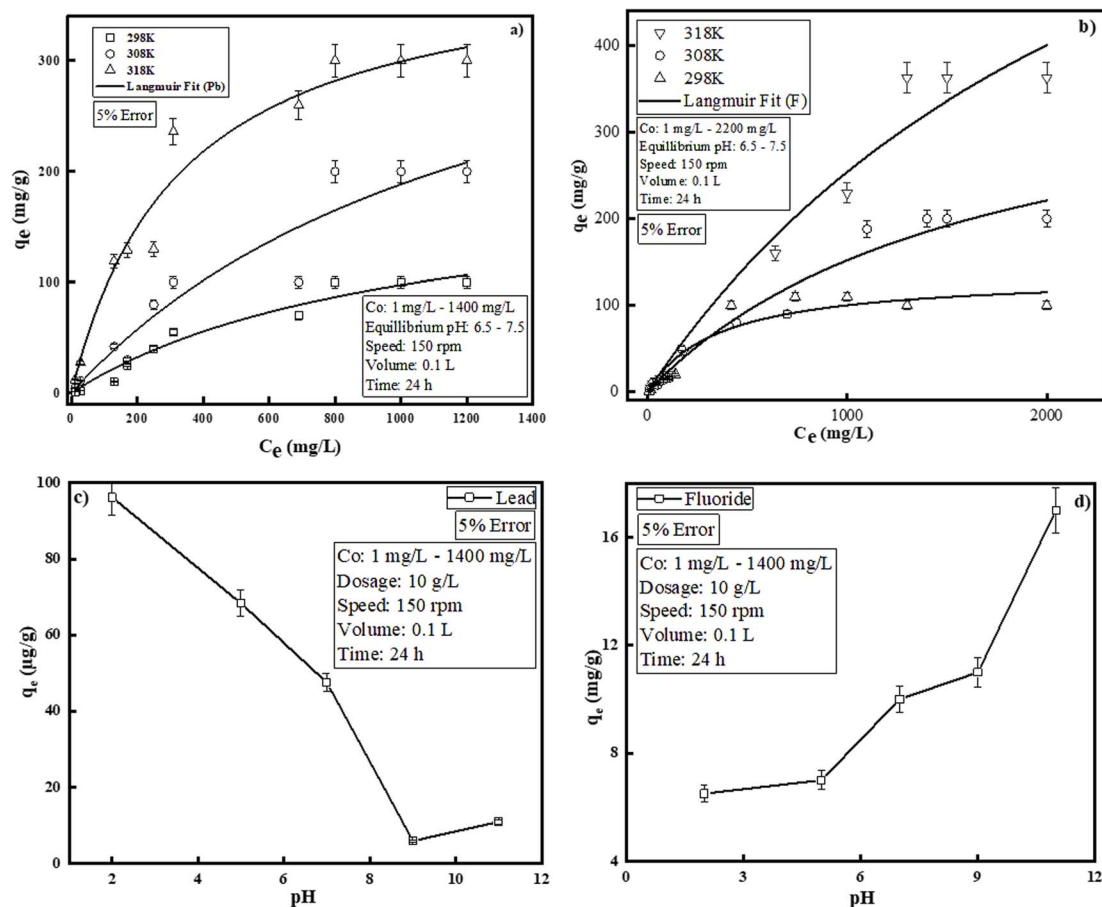 a)
298K
308K
318K
Langmuir Fit (Pb)
5% Error
Co: 1 mg/L - 1400 mg/L
Equillibrium pH: 6.5 - 7.5
Speed: 150 rpm
Volume: 0.1 L
Time: 24 h
300
200
100
0
qe (mg/g)
0 200 400 600 800 1000 1200 1400
Ce (mg/L)
b)
318K
308K
298K
Langmuir Fit (F)
Co: 1 mg/L - 2200 mg/L
Equillibrium pH: 6.5 - 7.5
Speed: 150 rpm
Volume: 0.1 L
Time: 24 h
5% Error
400
300
200
100
0
qe (mg/g)
0 1000 2000
Ce (mg/L)
c)
Lead
5% Error
Co: 1 mg/L - 1400 mg/L
Dosage: 10 g/L
Speed: 150 rpm
Volume: 0.1 L
Time: 24 h
100
80
60
40
20
0
qe (µg/g)
2 4 6 8 10 12
pH
d)
Fluoride
5% Error
Co: 1 mg/L - 1400 mg/L
Dosage: 10 g/L
Speed: 150 rpm
Volume: 0.1 L
Time: 24 h
16
12
8
4
qe (mg/g)
0 3 6 9 12
pH